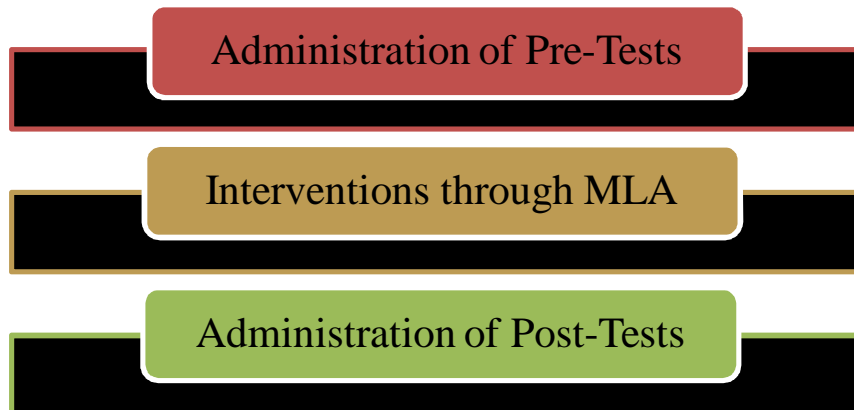 Administration of Pre-Tests
Interventions through MLA
Administration of Post-Tests